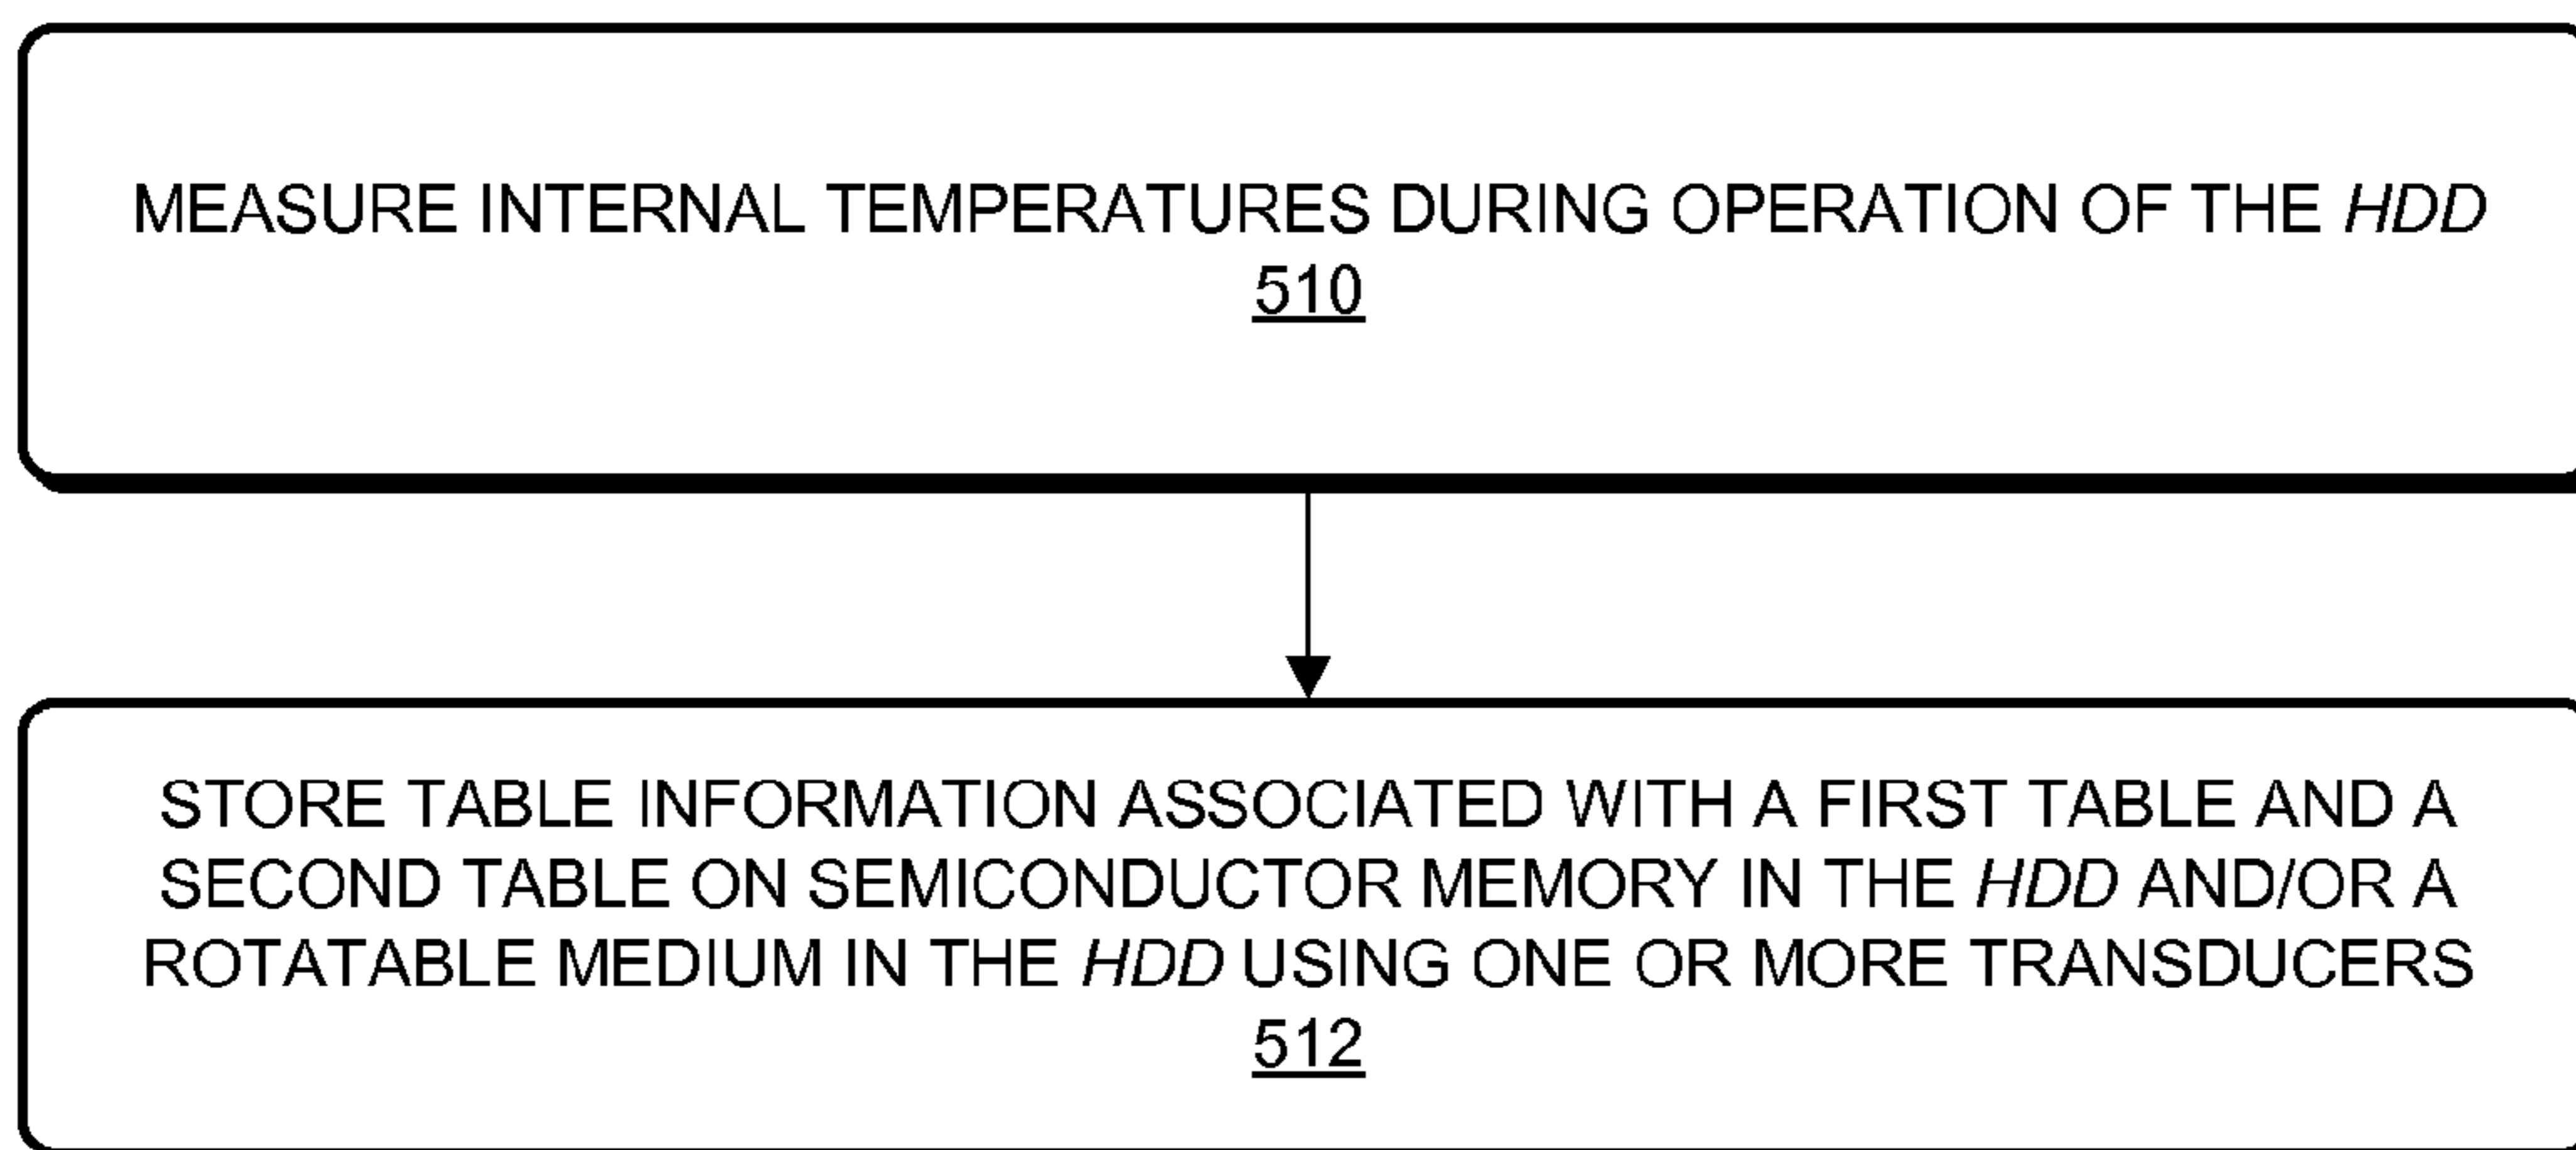 MEASURE INTERNAL TEMPERATURES DURING OPERATION OF THE HDD
510
STORE TABLE INFORMATION ASSOCIATED WITH A FIRST TABLE AND A
SECOND TABLE ON SEMICONDUCTOR MEMORY IN THE HDD AND/OR A
ROTATABLE MEDIUM IN THE HDD USING ONE OR MORE TRANSDUCERS
512